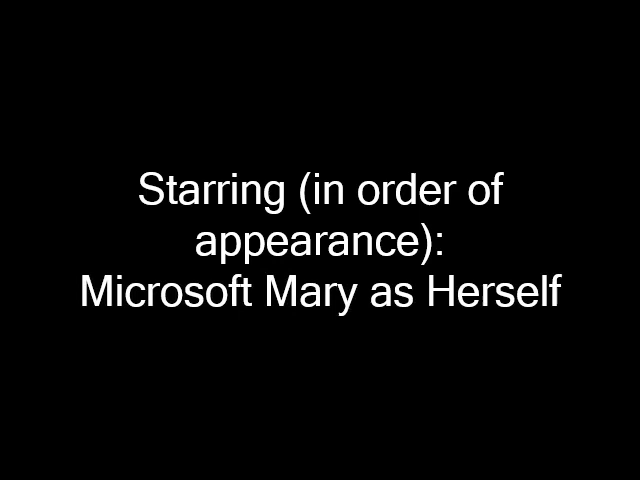 Starring (in order of
appearance):
Microsoft Mary as Herself